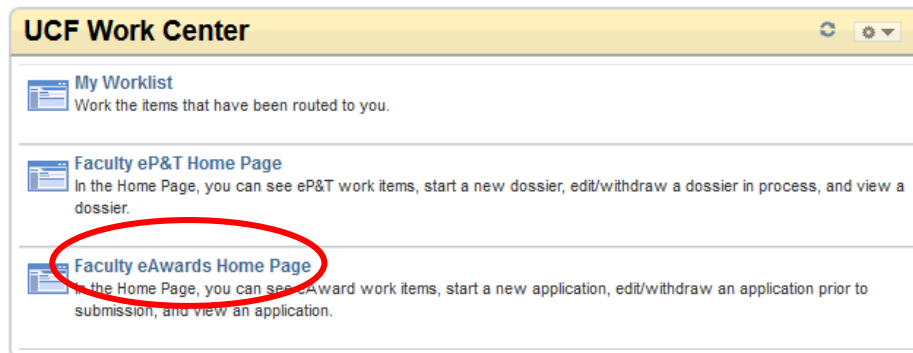 UCF Work Center
My Worklist
Work the items that have been routed to you.
Faculty eP&T Home Page
In the Home Page, you can see eP&T work items, start a new dossier, edit/withdraw a dossier in process, and view a
dossier.
Faculty eAwards Home Page
In the Home Page, you can see eAward work items, start a new application, edit/withdraw an application prior to
submission, and view an application.